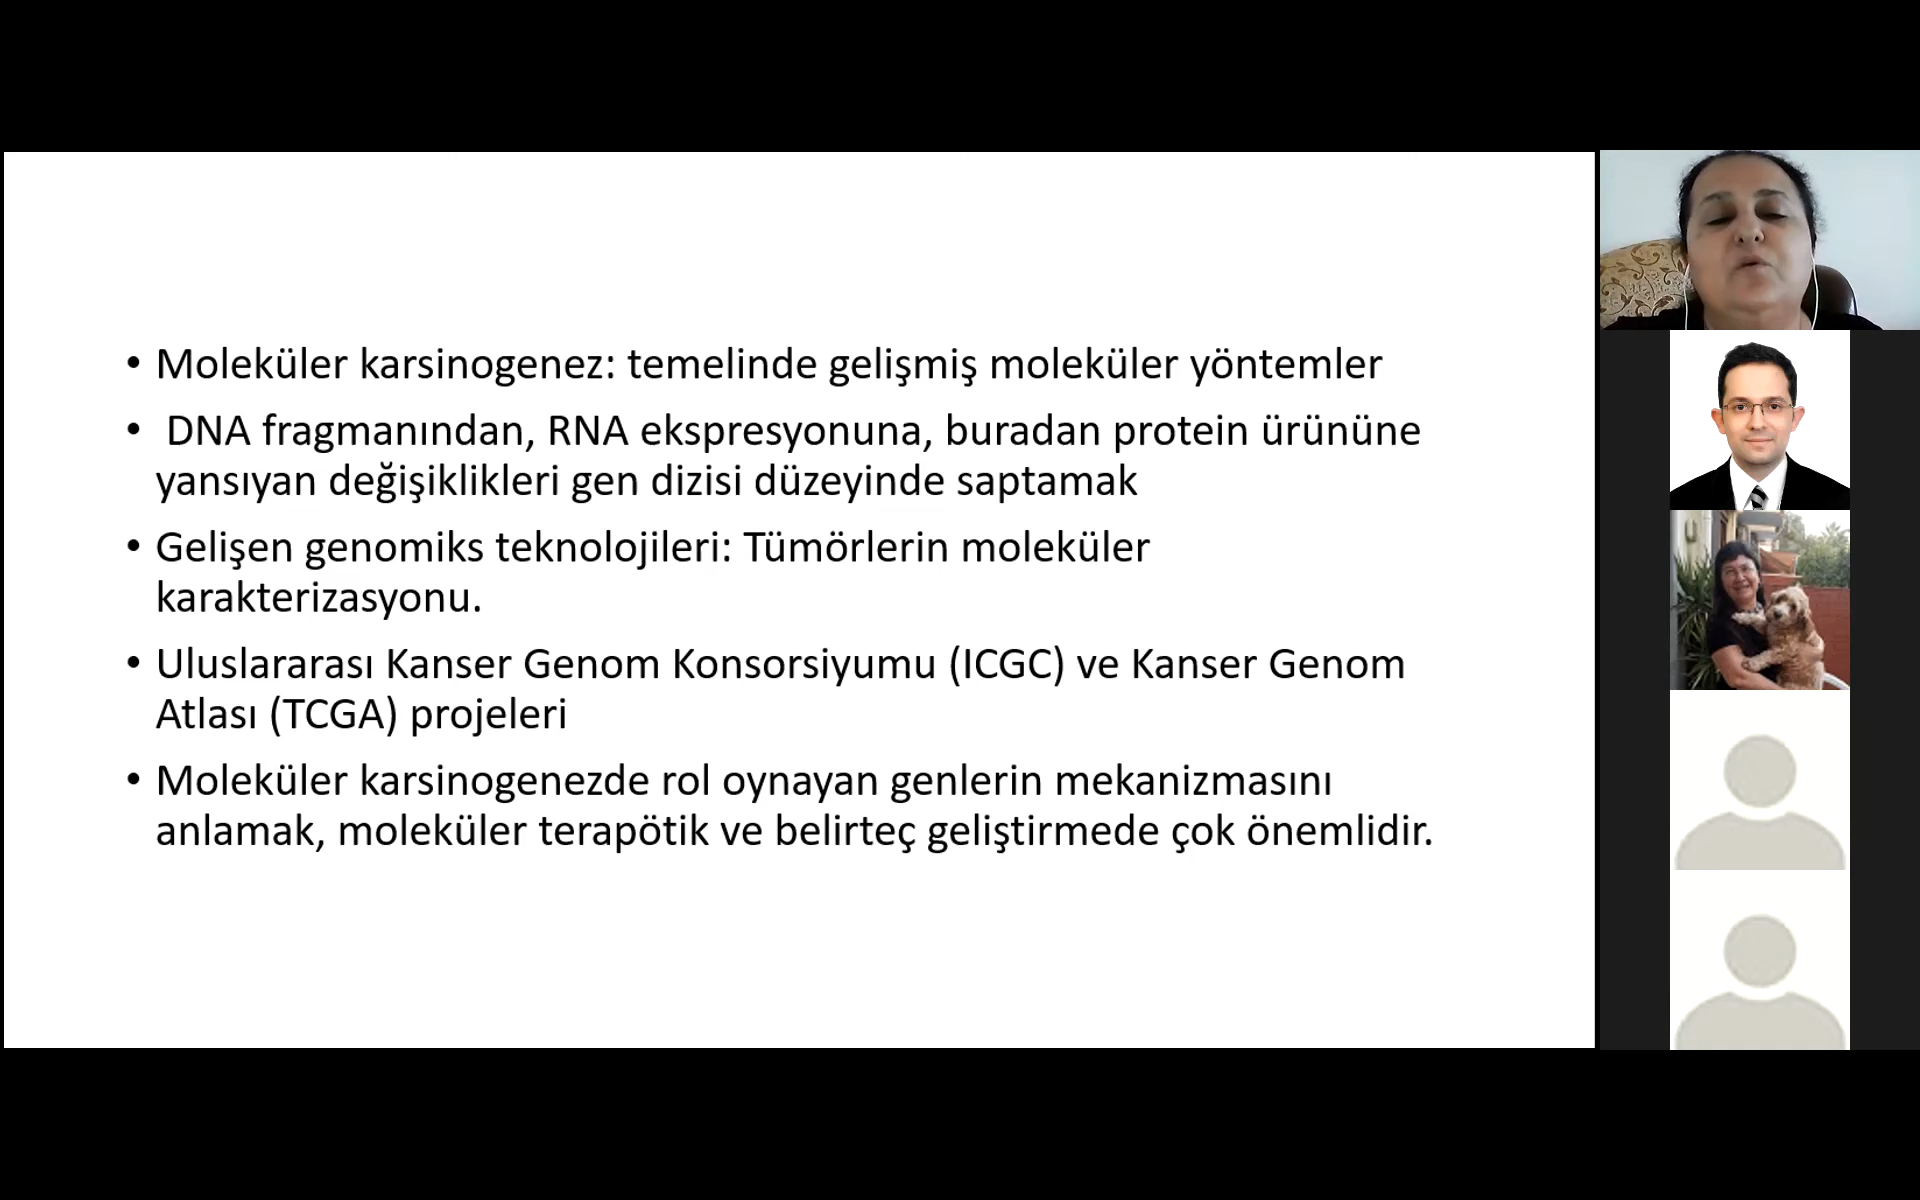 • Moleküler karsinogenez: temelinde gelişmiş moleküler yöntemler
• DNA fragmanından, RNA ekspresyonuna, buradan protein ürününe
yansıyan değişiklikleri gen dizisi düzeyinde saptamak
• Gelişen genomiks teknolojileri: Tümörlerin moleküler
karakterizasyonu.
• Uluslararası Kanser Genom Konsorsiyumu (ICGC) ve Kanser Genom
Atlası (TCGA) projeleri
• Moleküler karsinogenezde rol oynayan genlerin mekanizmasını
anlamak, moleküler terapötik ve belirteç geliştirmede çok önemlidir.